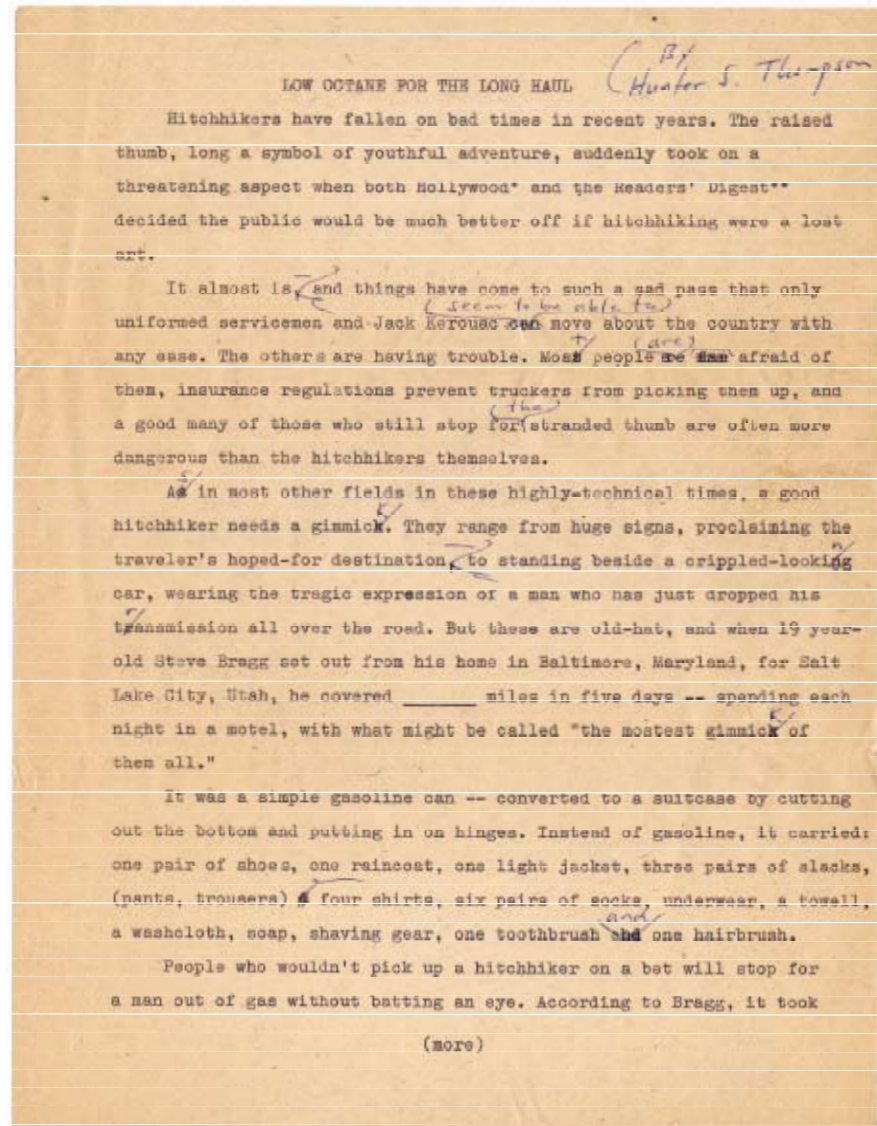 ( By
Hunter S. Thompson
LOW OCTANE FOR THE LONG HAUL
Hitchhikers have fallen on bad times in recent years. The raised
thumb, long a symbol of youthful adventure, suddenly took on a
threatening aspect when both Hollywood* and the Readers' Digest**
decided the public would be much better off if hitchhiking were a lost
art.
It almost is, and things have come to such a sad pass that only
(seem to be able to)
uniformed servicemen and Jack Kerouac can move about the country with
t/ (are)
any ease. The others are having trouble. Most people are afraid of
them, insurance regulations prevent truckers from picking them up, and
(the)
a good many of those who still stop for stranded thumb are often more
dangerous than the hitchhikers themselves.
s/
As in most other fields in these highly-technical times, a good
k/
hitchhiker needs a gimmick. They range from huge signs, proclaiming the
n/
traveler's hoped-for destination, to standing beside a crippled-looking
car, wearing the tragic expression of a man who has just dropped his
r/
transmission all over the road. But these are old-hat, and when 19 year-
old Steve Bragg set out from his home in Baltimore, Maryland, for Salt
Lake City, Utah, he covered ______ miles in five days -- spending each
k/
night in a motel, with what might be called "the mostest gimmick of
them all."
It was a simple gasoline can -- converted to a suitcase by cutting
out the bottom and putting in on hinges. Instead of gasoline, it carried:
one pair of shoes, one raincoat, one light jacket, three pairs of slacks,
(pants, trousers) four shirts, six pairs of socks, underwear, a towell,
(and)
a washcloth, soap, shaving gear, one toothbrush and one hairbrush.
People who wouldn't pick up a hitchhiker on a bet will stop for
a man out of gas without batting an eye. According to Bragg, it took
(more)